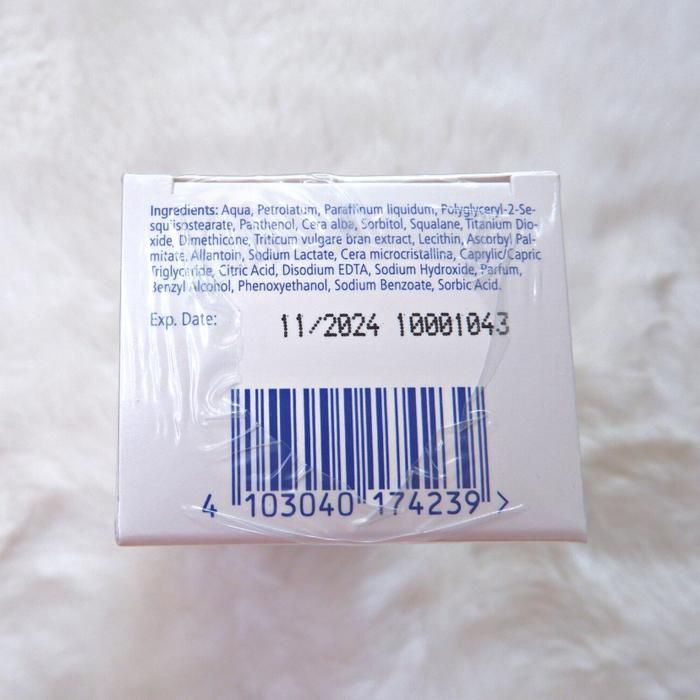 Ingredients: Aqua, Petrolatum, Paraffinum liquidum, Polyglyceryl-2-Se-
squiisostearate, Panthenol, Cera alba, Sorbitol, Squalane, Titanium Dio-
xide, Dimethicone, Triticum vulgare bran extract, Lecithin, Ascorbyl Pal-
mitate, Allantoin, Sodium Lactate, Cera microcristallina, Caprylic/Capric
Triglyceride, Citric Acid, Disodium EDTA, Sodium Hydroxide, Parfum,
Benzyl Alcohol, Phenoxyethanol, Sodium Benzoate, Sorbic Acid.
Exp. Date: 11/2024 10001043
4 103040 174239 >